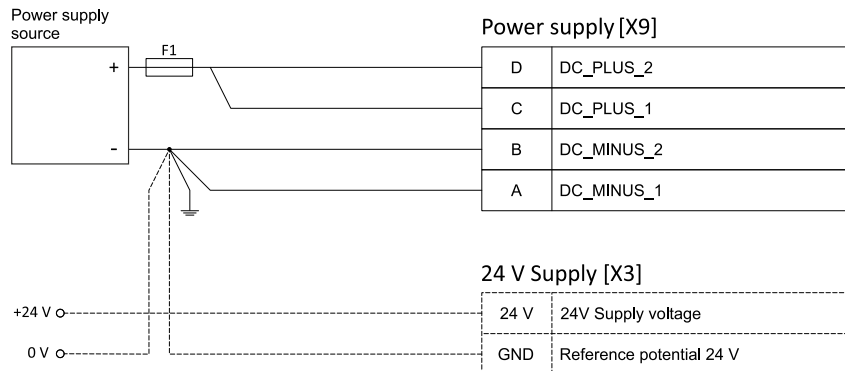 Power supply
source
+
F1
-
Power supply [X9]
D DC_PLUS_2
C DC_PLUS_1
B DC_MINUS_2
A DC_MINUS_1
24 V Supply [X3]
+24 V
24 V 24V Supply voltage
0 V
GND Reference potential 24 V